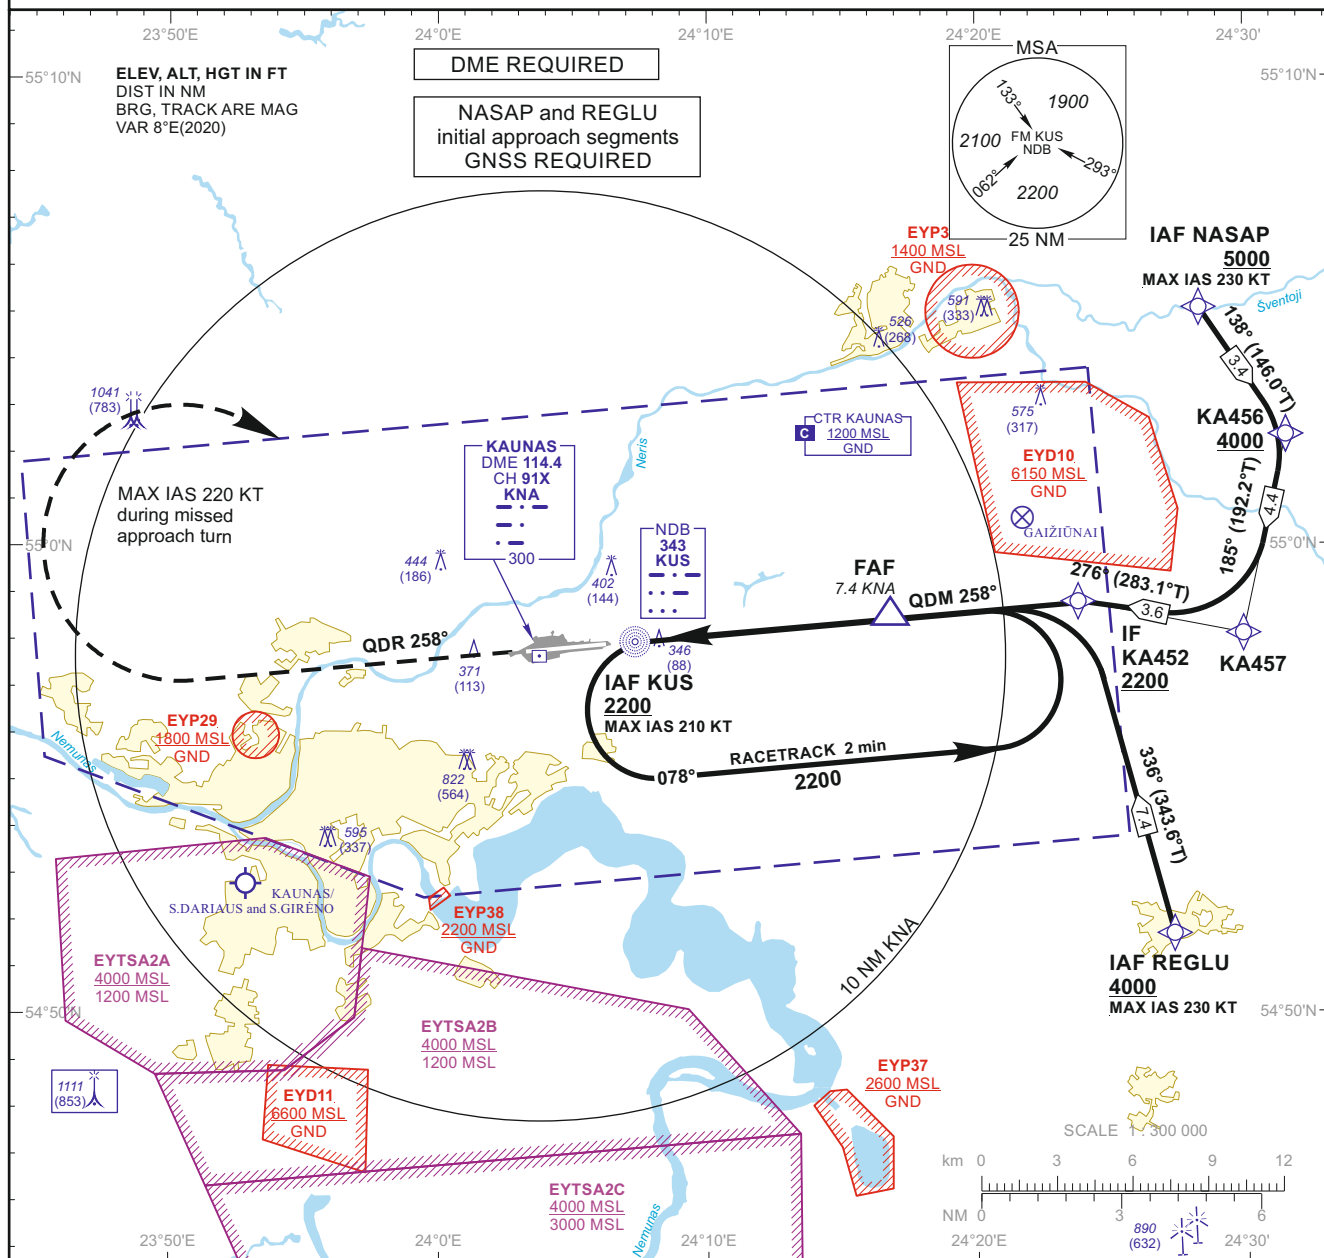 23°50'E
24°0'E
24°10'E
24°20'E
24°30'
55°10'N
55°10'N
ELEV, ALT, HGT IN FT
DIST IN NM
BRG, TRACK ARE MAG
VAR 8°E(2020)
DME REQUIRED
NASAP and REGLU
initial approach segments
GNSS REQUIRED
MSA
133°
1900
2100
FM KUS
NDB
062°
293°
2200
25 NM
EYP3
1400 MSL
GND
591
(333)
526
(268)
IAF NASAP
5000
MAX IAS 230 KT
Šventoji
138° (146.0°T)
3.4
KA456
4000
185° (192.2°T)
4.4
1041
(783)
MAX IAS 220 KT
during missed
approach turn
KAUNAS
DME 114.4
CH 91X
KNA
300
Neris
CTR KAUNAS
C
1200 MSL
GND
575
(317)
EYD10
6150 MSL
GND
GAIŽIŪNAI
55°0'N
55°0'N
444
(186)
402
(144)
NDB
343
KUS
FAF
7.4 KNA
QDM 258°
276° (283.1°T)
3.6
IF
KA452
2200
KA457
QDR 258°
371
(113)
346
(88)
IAF KUS
2200
MAX IAS 210 KT
RACETRACK 2 min
078°
2200
336° (343.6°T)
7.4
EYP29
1800 MSL
GND
Nemunas
822
(564)
595
(337)
KAUNAS/
S.DARIAUS and S.GIRĖNO
EYP38
2200 MSL
GND
10 NM KNA
IAF REGLU
4000
MAX IAS 230 KT
54°50'N
54°50'N
EYTSA2A
4000 MSL
1200 MSL
EYTSA2B
4000 MSL
1200 MSL
1111
(853)
EYD11
6600 MSL
GND
EYP37
2600 MSL
GND
EYTSA2C
4000 MSL
3000 MSL
Nemunas
SCALE 1 : 300 000
km 0 3 6 9 12
NM 0 3 6
890
(632)
23°50'E
24°0'E
24°10'E
24°20'E
24°30'